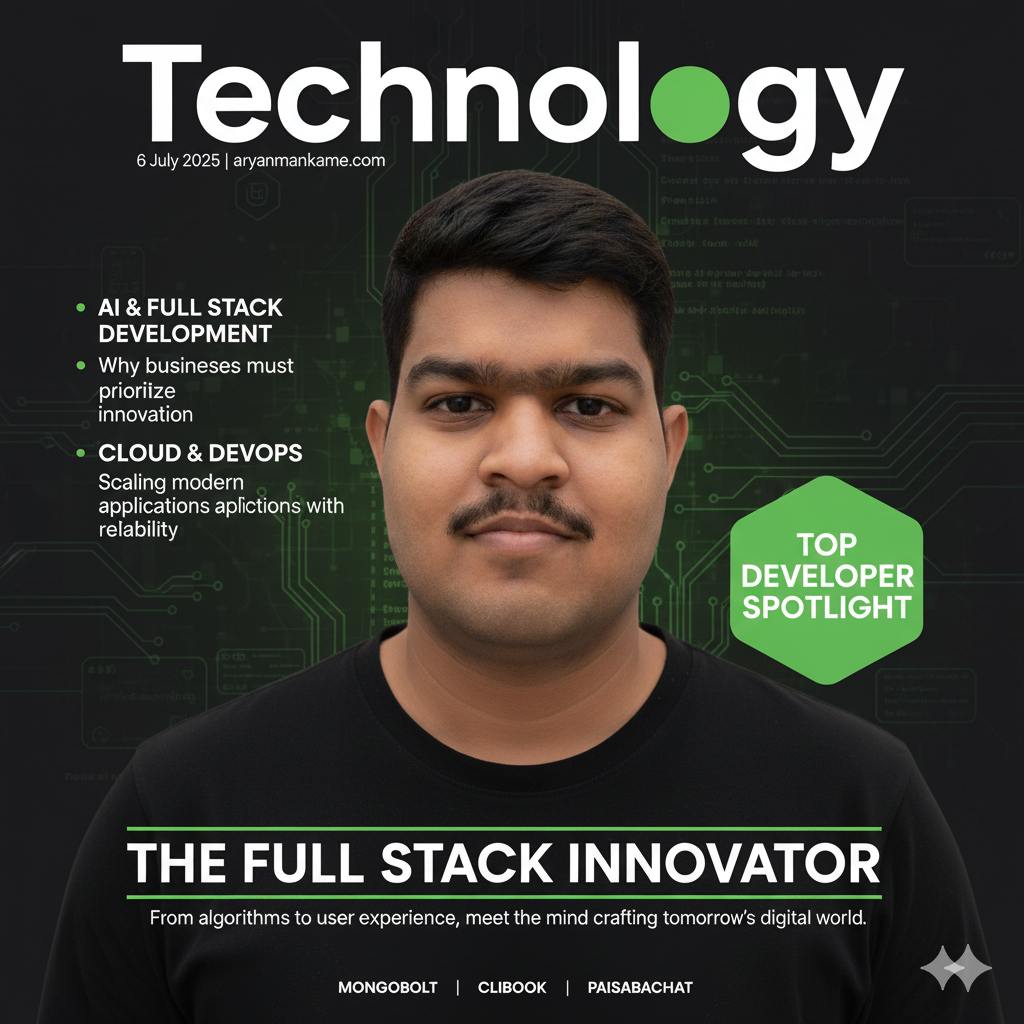 Technology
6 July 2025 | aryanmankame.com
AI & FULL STACK
DEVELOPMENT
Why busineses must
prioriize
innovation
CLOUD & DEVOPS
Scaling modern
applications aplictions with
relability
TOP
DEVELOPER
SPOTLIGHT
THE FULL STACK INNOVATOR
From algorithms to user experience, meet the mind crafting tomorrow's digital world.
MONGOBOLT | CLIBOOK | PAISABACHAT